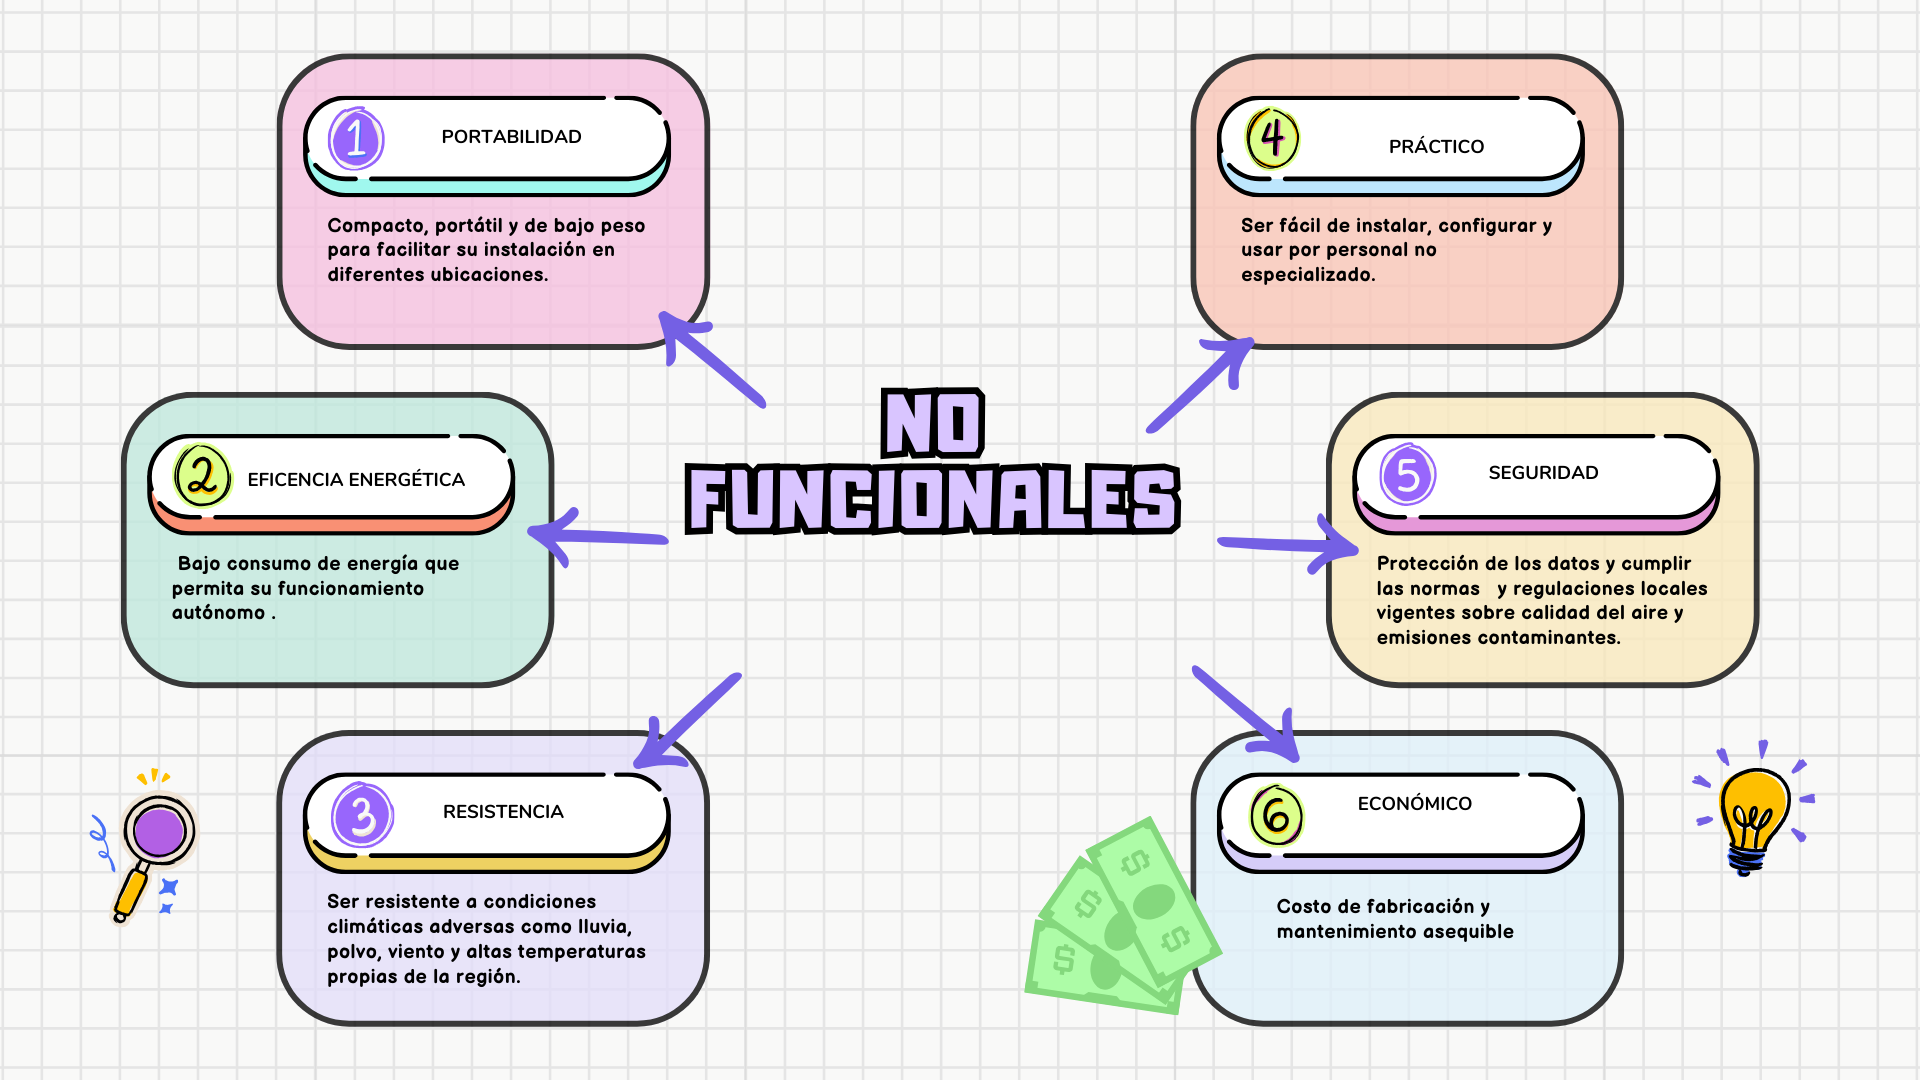 NO
FUNCIONALES
1
PORTABILIDAD
Compacto, portátil y de bajo peso
para facilitar su instalación en
diferentes ubicaciones.
2
EFICENCIA ENERGÉTICA
Bajo consumo de energía que
permita su funcionamiento
autónomo .
3
RESISTENCIA
Ser resistente a condiciones
climáticas adversas como lluvia,
polvo, viento y altas temperaturas
propias de la región.
4
PRÁCTICO
Ser fácil de instalar, configurar y
usar por personal no
especializado.
5
SEGURIDAD
Protección de los datos y cumplir
las normas y regulaciones locales
vigentes sobre calidad del aire y
emisiones contaminantes.
6
ECONÓMICO
Costo de fabricación y
mantenimiento asequible
$
$
$
$